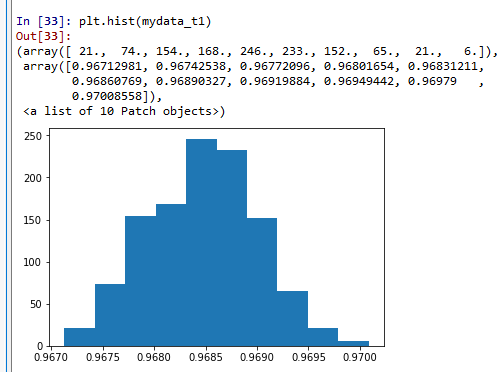 In [33]: plt.hist(mydata_t1)
Out[33]:
(array([ 21., 74., 154., 168., 246., 233., 152., 65., 21., 6.]),
array([0.96712981, 0.96742538, 0.96772096, 0.96801654, 0.96831211,
0.96860769, 0.96890327, 0.96919884, 0.96949442, 0.96979 ,
0.97008558]),
<a list of 10 Patch objects>)
250
200
150
100
50
0
0.9670 0.9675 0.9680 0.9685 0.9690 0.9695 0.9700